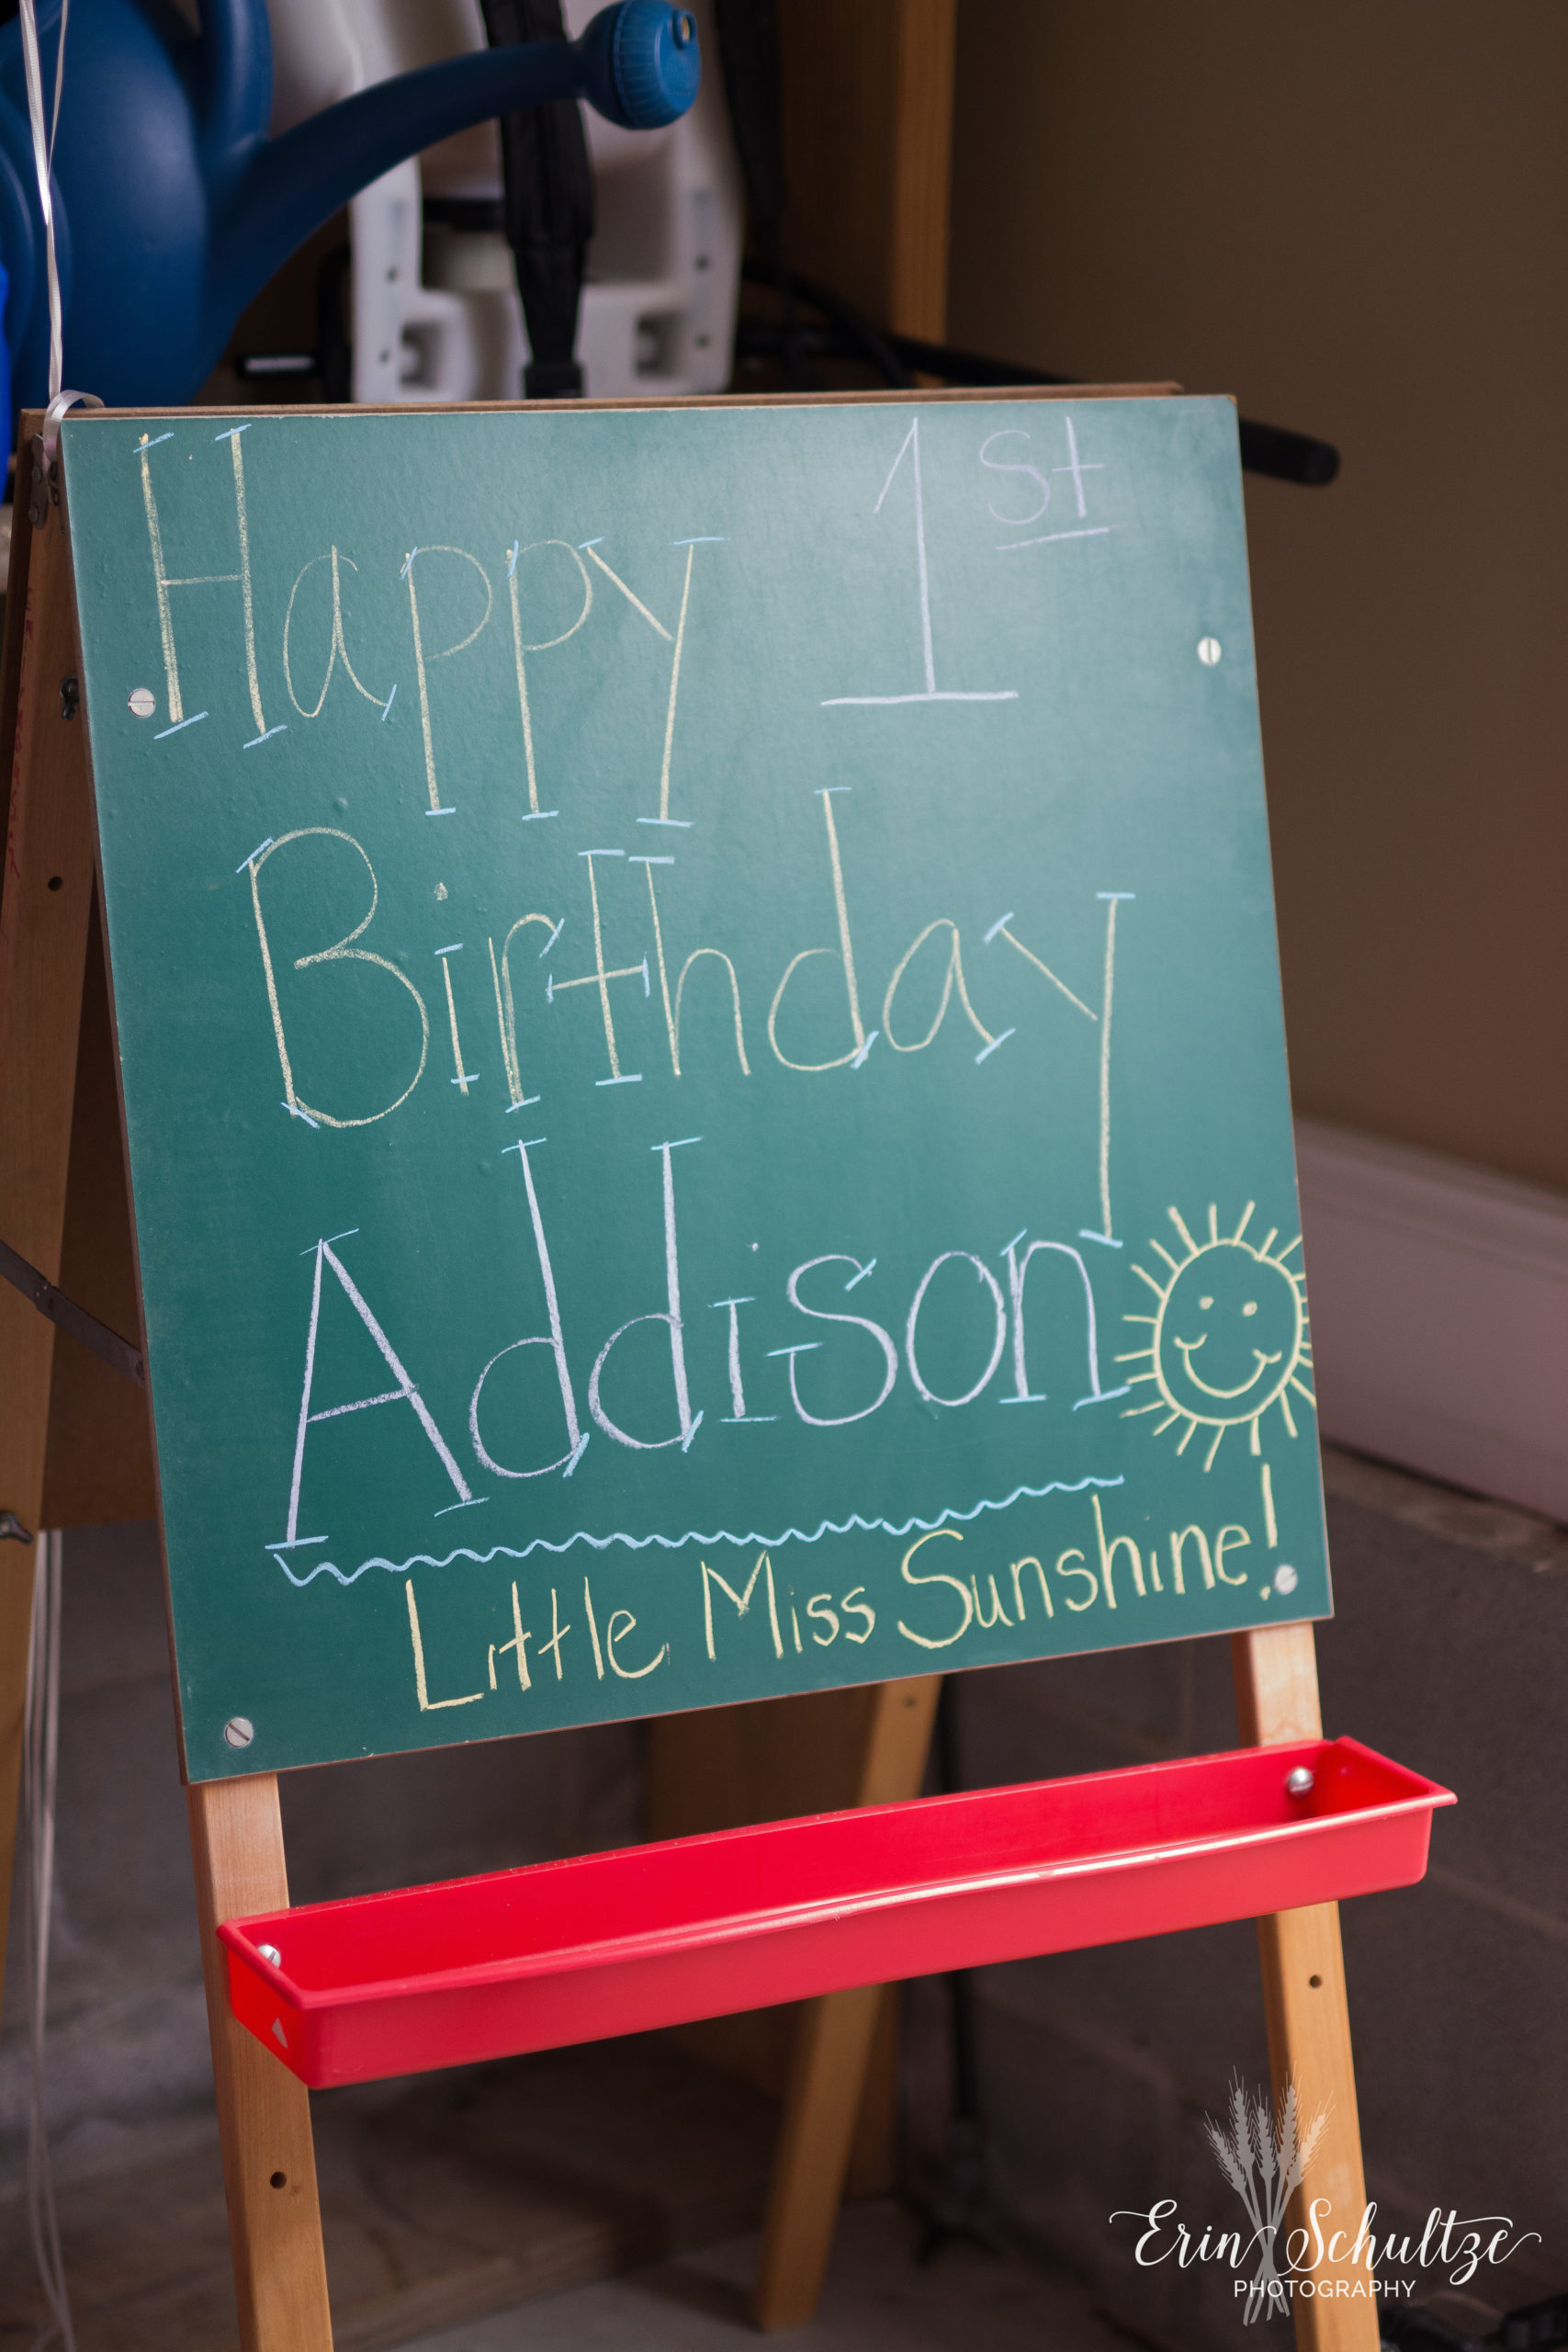 Happy 1st
Birthday
Addison
Little Miss Sunshine!
Erin Schultze
PHOTOGRAPHY